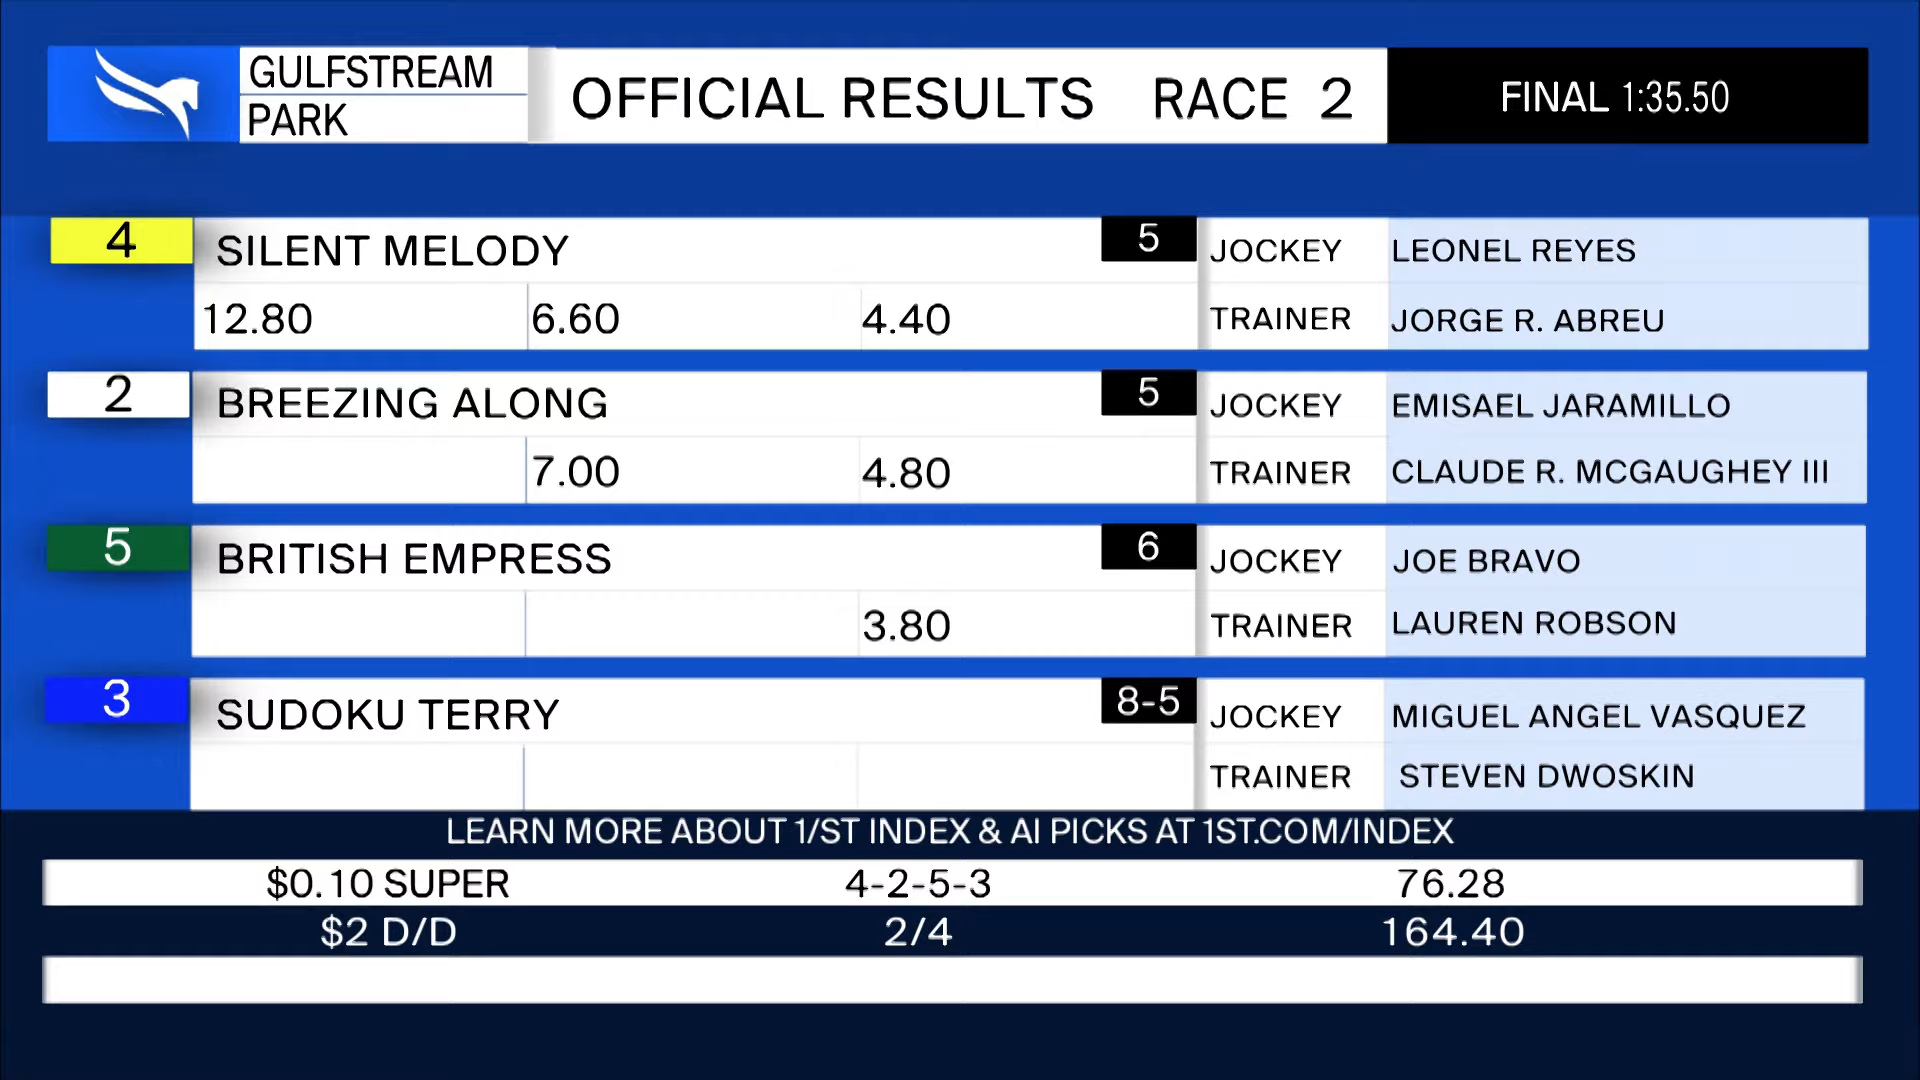 GULFSTREAM
PARK
OFFICIAL RESULTS RACE 2
FINAL 1:35.50
4
SILENT MELODY
5
JOCKEY LEONEL REYES
12.80 6.60 4.40
TRAINER JORGE R. ABREU
2
BREEZING ALONG
5
JOCKEY EMISAEL JARAMILLO
7.00 4.80
TRAINER CLAUDE R. MCGAUGHEY III
5
BRITISH EMPRESS
6
JOCKEY JOE BRAVO
3.80
TRAINER LAUREN ROBSON
3
SUDOKU TERRY
8-5
JOCKEY MIGUEL ANGEL VASQUEZ
TRAINER STEVEN DWOSKIN
LEARN MORE ABOUT 1/ST INDEX & AI PICKS AT 1ST.COM/INDEX
$0.10 SUPER 4-2-5-3 76.28
$2 D/D 2/4 164.40